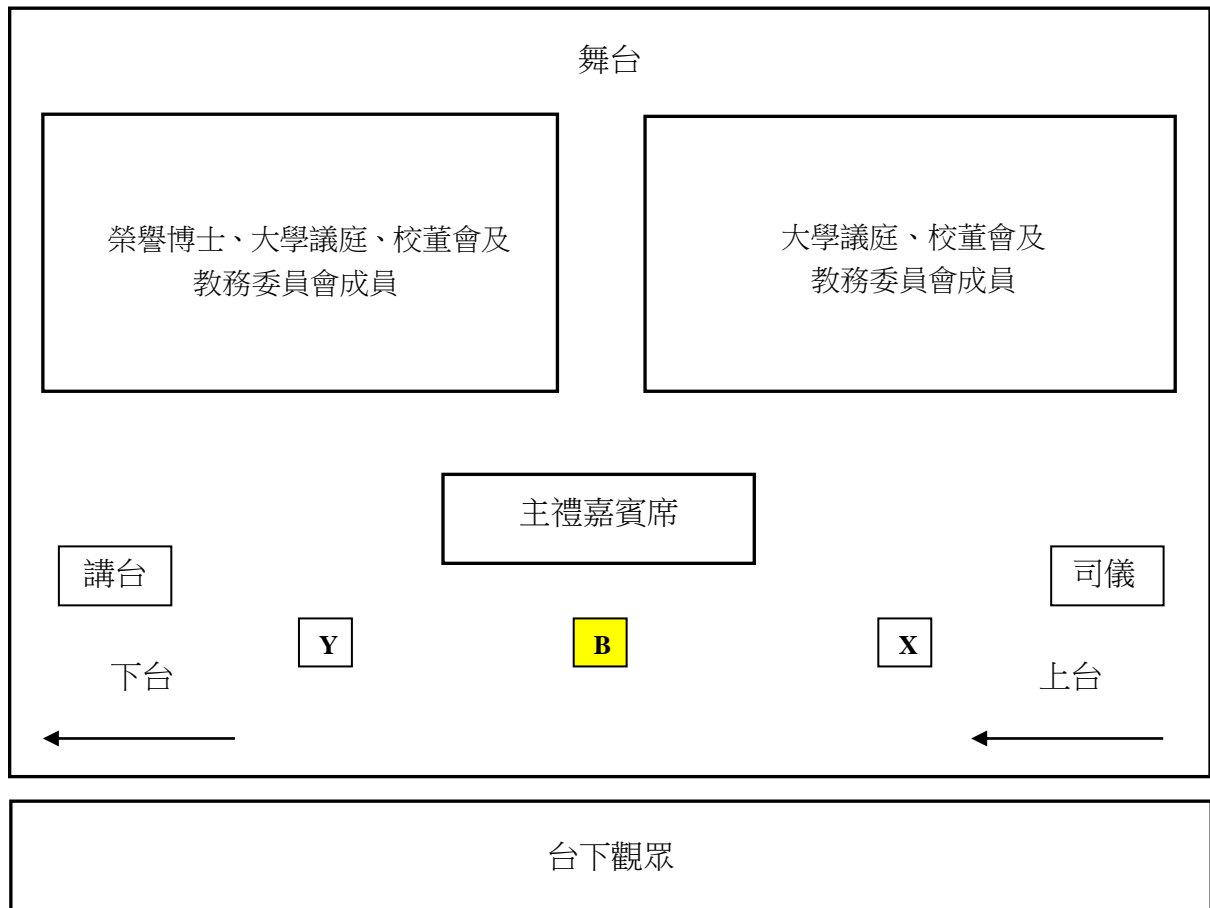 舞台
榮譽博士、大學議庭、校董會及
教務委員會成員
大學議庭、校董會及
教務委員會成員
主禮嘉賓席
講台
司儀
Y
B
X
下台
上台
台下觀眾